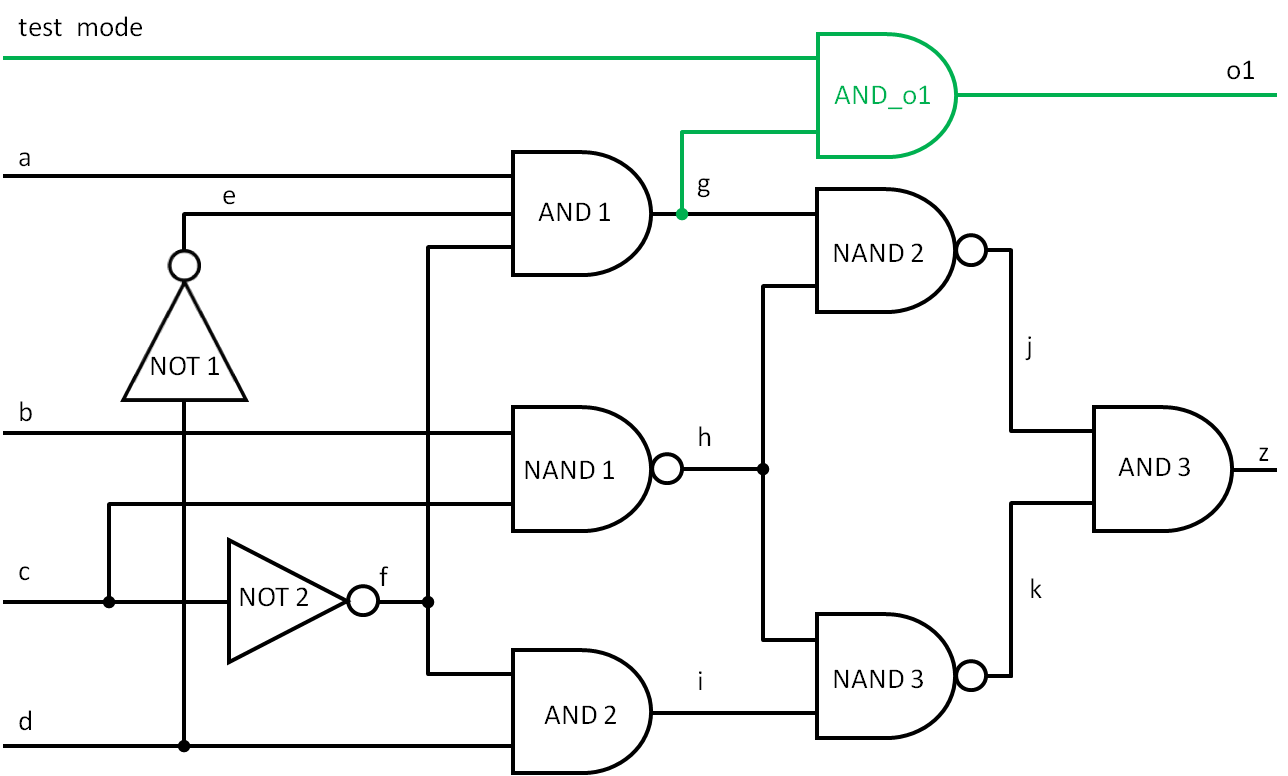 test mode
o1
AND_o1
a
e
AND 1
g
NAND 2
NOT 1
j
b
NAND 1
h
AND 3
z
c
NOT 2
f
k
NAND 3
d
AND 2
i